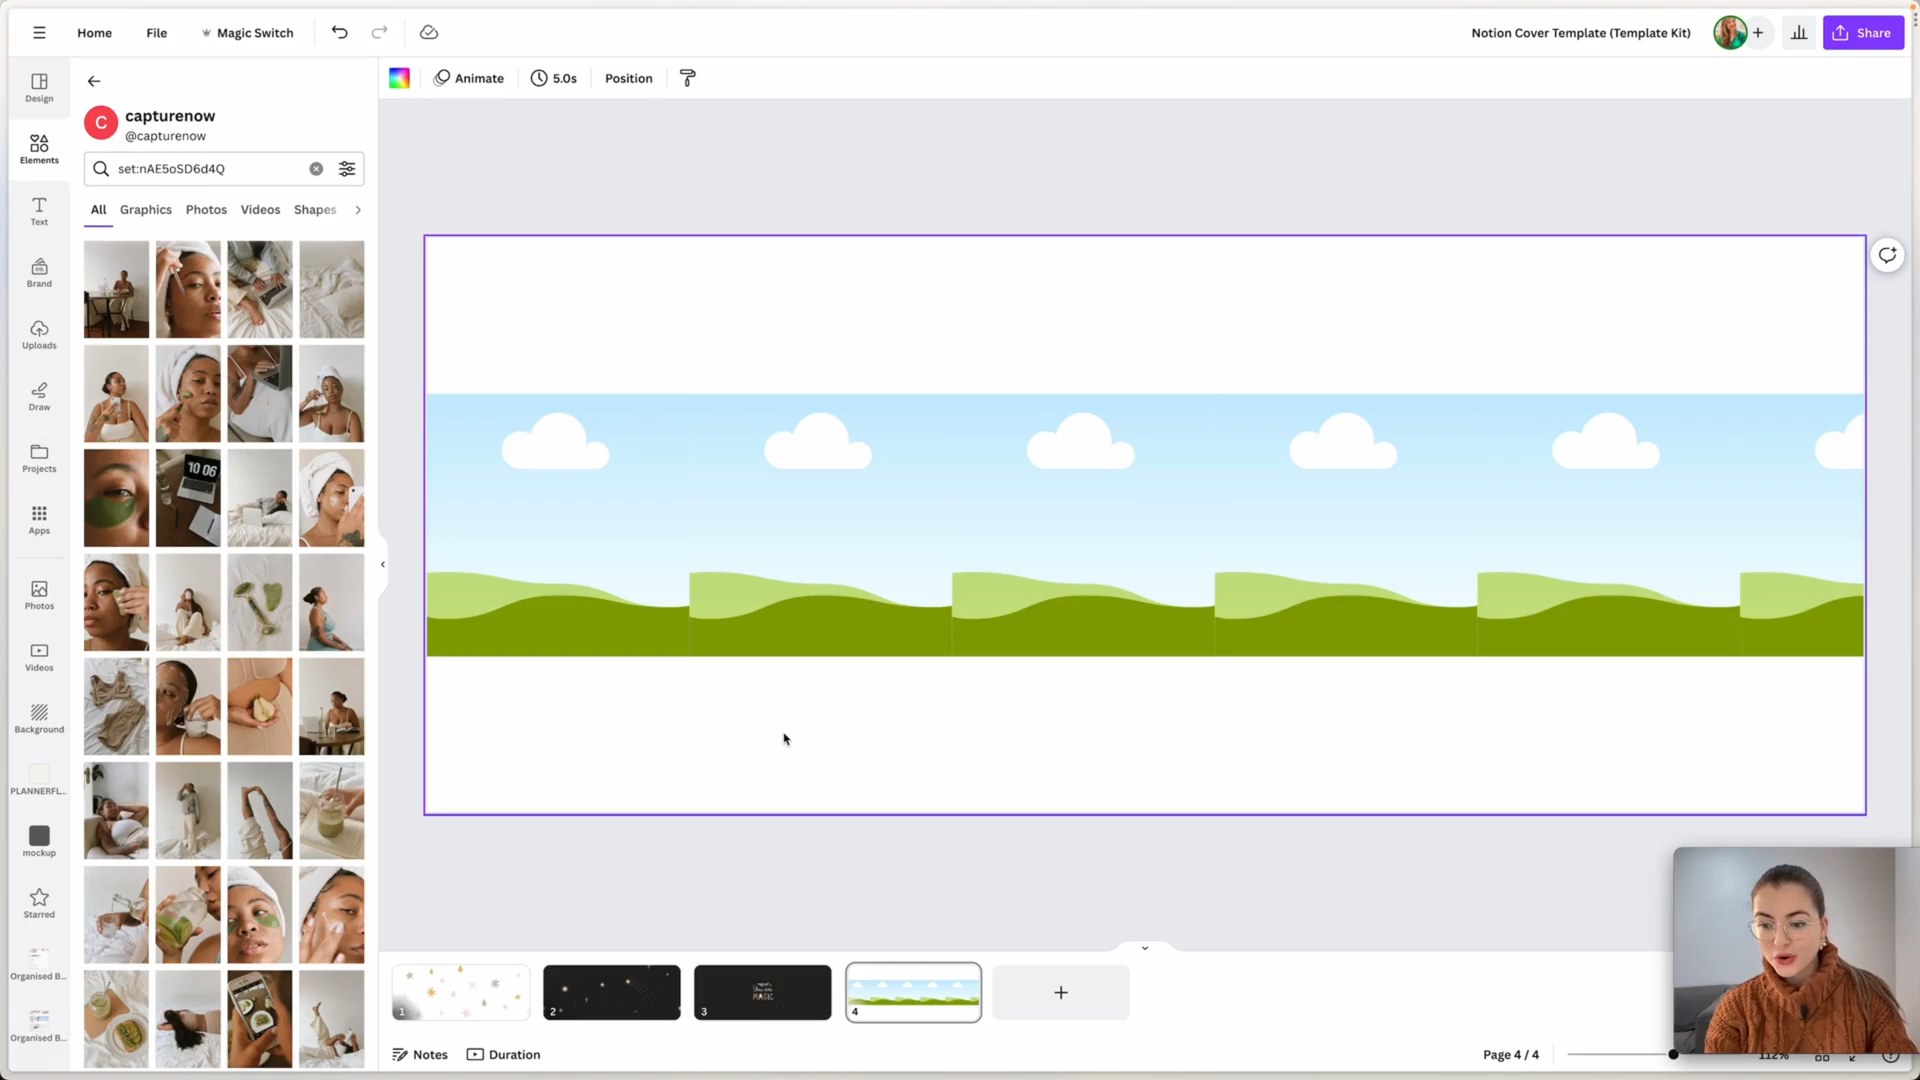 Home
File
Magic Switch
Notion Cover Template (Template Kit)
Share
Design
Elements
Text
Brand
Uploads
Draw
Projects
Apps
Photos
Videos
Background
PLANNERFL...
mockup
Starred
Organised B...
Organised B...
C
capturenow
@capturenow
set:nAE5oSD6d4Q
All
Graphics
Photos
Videos
Shapes
10 06
Animate
5.0s
Position
1
2
3
MAGIC
4
Notes
Duration
Page 4 / 4
112%